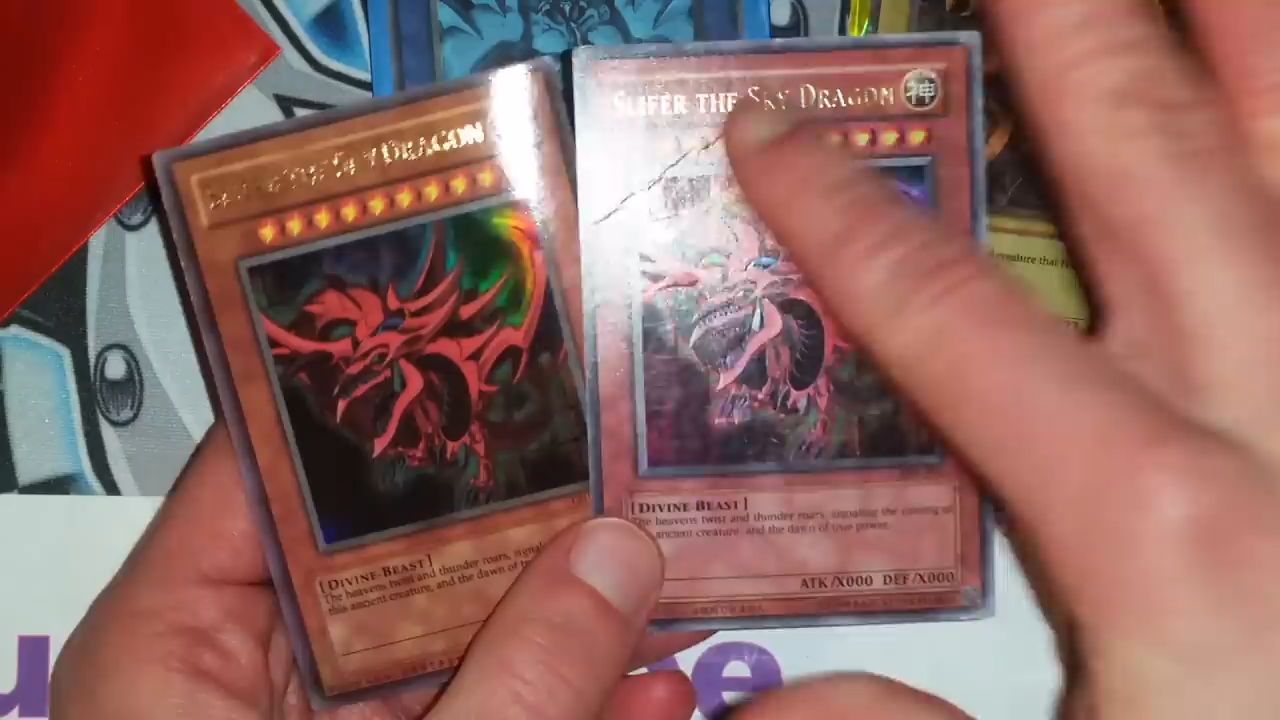 DRAGON
SLIFER THE SKY DRAGON
神
[DIVINE-BEAST]
The heavens twist and thunder roars, signal
this ancient creature, and the dawn of
[DIVINE-BEAST]
The heavens twist and thunder roars, signaling the coming of
ancient creature, and the dawn of true power.
ATK/X000 DEF/X000
creature that